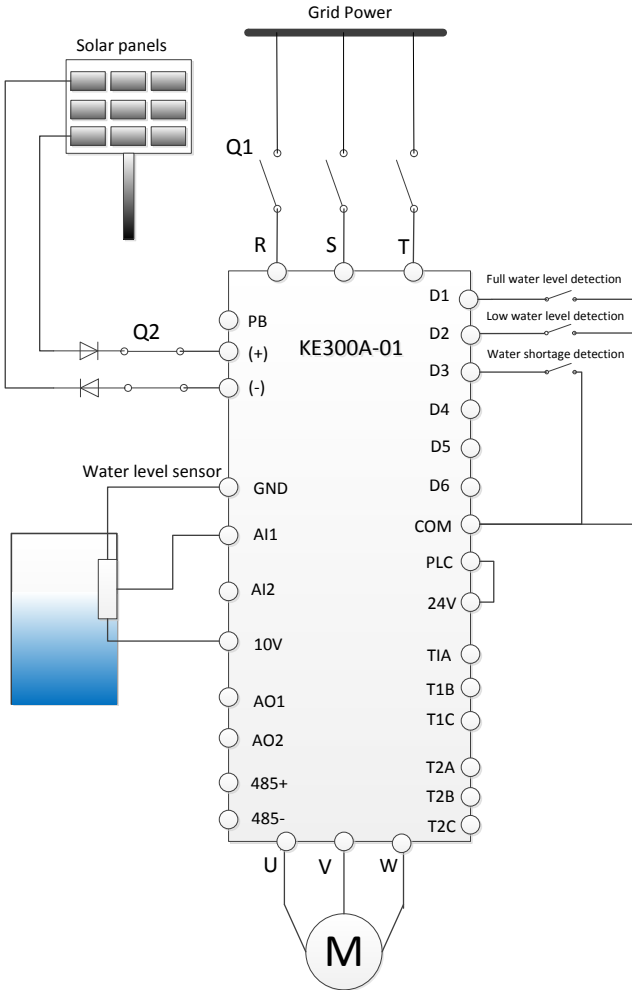 Grid Power
Solar panels
Q1
R
S
T
D1
Full water level detection
PB
Q2
D2
Low water level detection
(+)
KE300A-01
Water shortage detection
D3
(-)
D4
D5
Water level sensor
GND
D6
COM
AI1
PLC
AI2
24V
10V
TIA
T1B
AO1
T1C
AO2
T2A
485+
T2B
485-
T2C
U
V
W
M